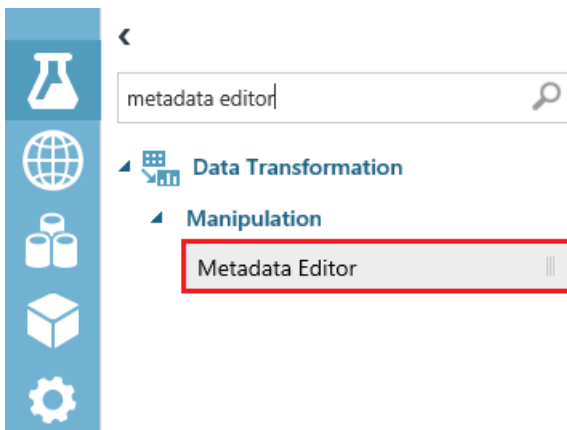 metadata editor
Data Transformation
Manipulation
Metadata Editor